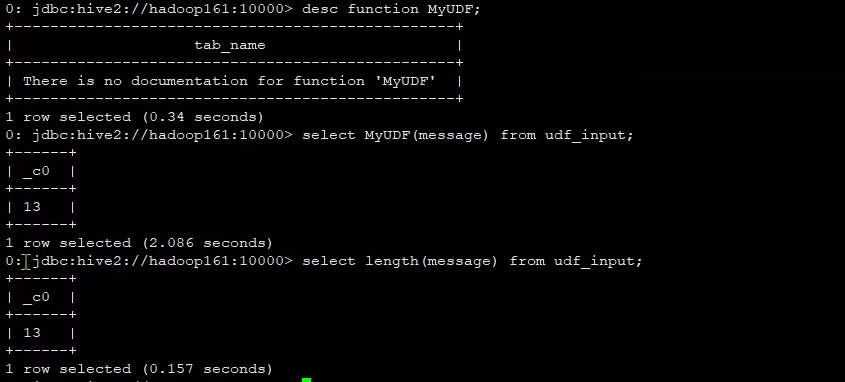 0: jdbc:hive2://hadoop161:10000> desc function MyUDF;
+--------------------------------------------------+
|                     tab_name                     |
+--------------------------------------------------+
| There is no documentation for function 'MyUDF'  |
+--------------------------------------------------+
1 row selected (0.34 seconds)
0: jdbc:hive2://hadoop161:10000> select MyUDF(message) from udf_input;
+------+
| _c0  |
+------+
| 13   |
+------+
1 row selected (2.086 seconds)
0: jdbc:hive2://hadoop161:10000> select length(message) from udf_input;
+------+
| _c0  |
+------+
| 13   |
+------+
1 row selected (0.157 seconds)